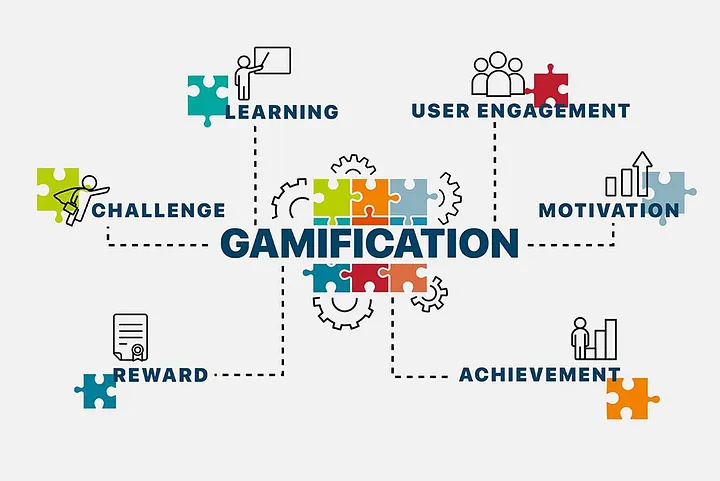 LEARNING
USER ENGAGEMENT
CHALLENGE
MOTIVATION
GAMIFICATION
REWARD
ACHIEVEMENT